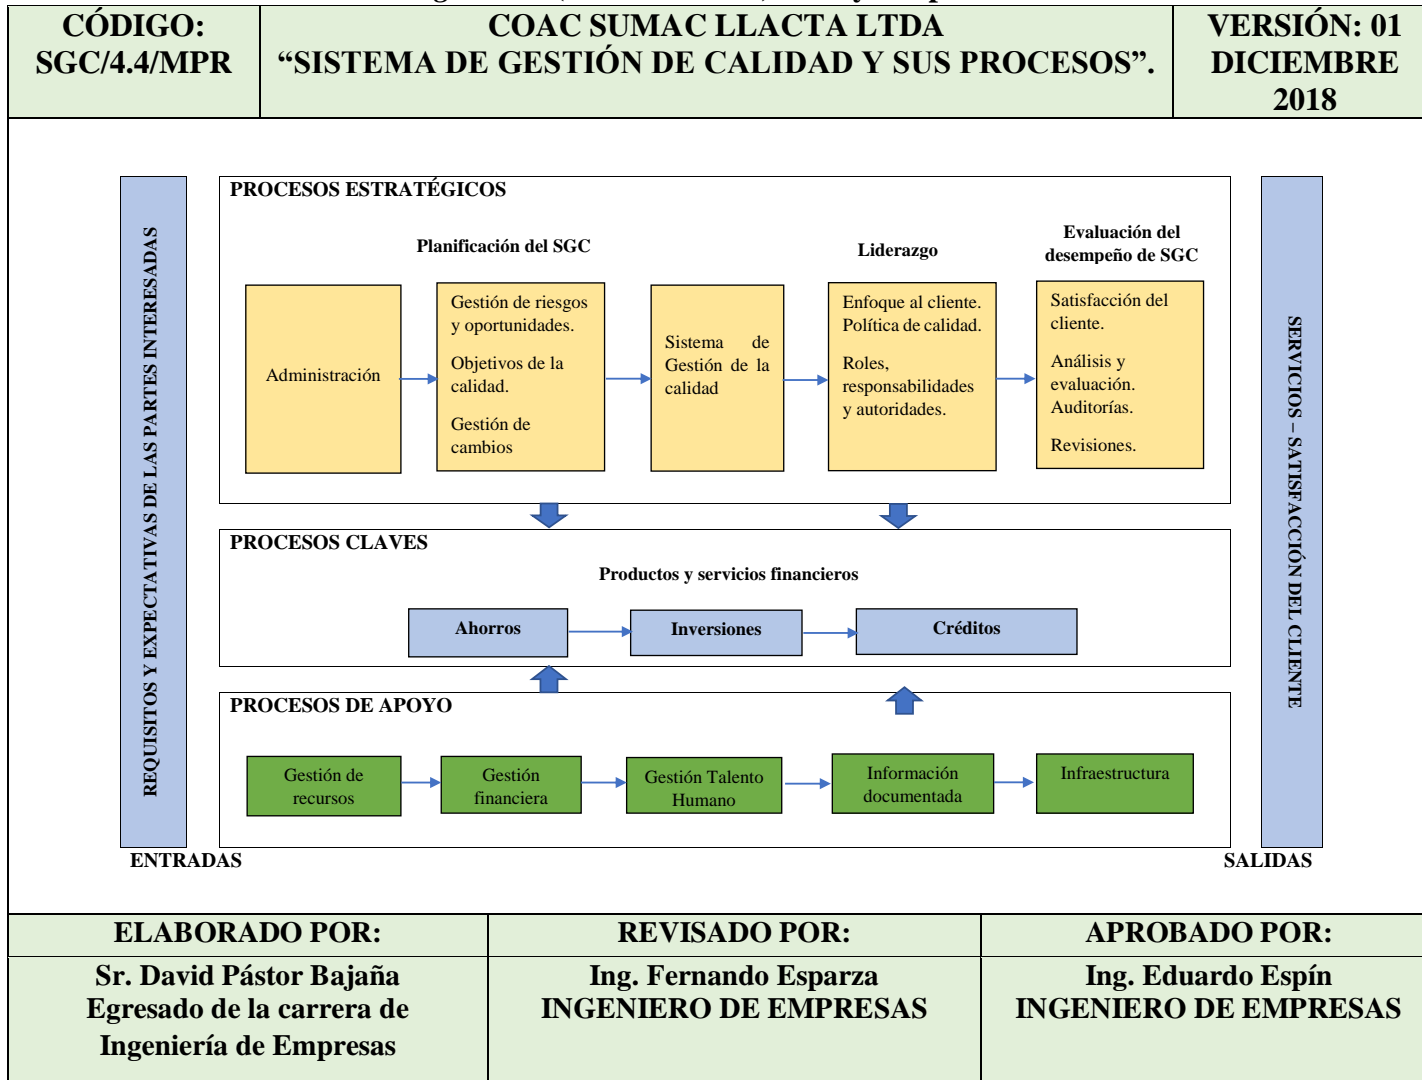 CÓDIGO:
SGC/4.4/MPR
COAC SUMAC LLACTA LTDA
“SISTEMA DE GESTIÓN DE CALIDAD Y SUS PROCESOS”.
VERSIÓN: 01
DICIEMBRE
2018
REQUISITOS Y EXPECTATIVAS DE LAS PARTES INTERESADAS
PROCESOS ESTRATÉGICOS
Planificación del SGC
Liderazgo
Evaluación del
desempeño de SGC
Administración
Gestión de riesgos
y oportunidades.
Objetivos de la
calidad.
Gestión de
cambios
Sistema de
Gestión de la
calidad
Enfoque al cliente.
Política de calidad.
Roles,
responsabilidades
y autoridades.
Satisfacción del
cliente.
Análisis y
evaluación.
Auditorías.
Revisiones.
PROCESOS CLAVES
Productos y servicios financieros
Ahorros
Inversiones
Créditos
PROCESOS DE APOYO
Gestión de
recursos
Gestión
financiera
Gestión Talento
Humano
Información
documentada
Infraestructura
SERVICIOS – SATISFACCIÓN DEL CLIENTE
ENTRADAS
SALIDAS
ELABORADO POR:
REVISADO POR:
APROBADO POR:
Sr. David Pástor Bajaña
Egresado de la carrera de
Ingeniería de Empresas
Ing. Fernando Esparza
INGENIERO DE EMPRESAS
Ing. Eduardo Espín
INGENIERO DE EMPRESAS